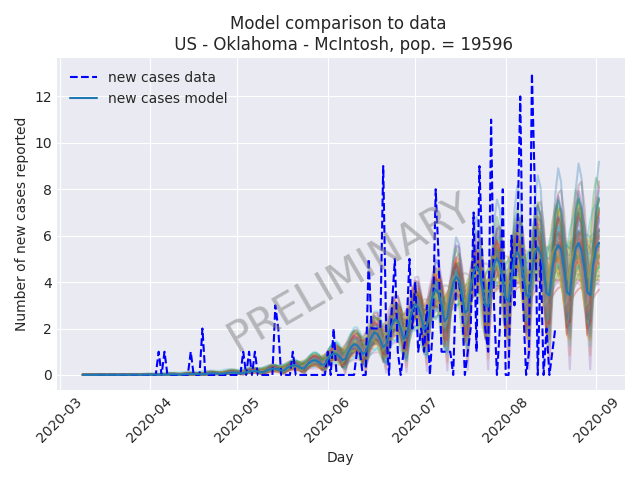 Model comparison to data
US - Oklahoma - McIntosh, pop. = 19596
new cases data
new cases model
Number of new cases reported
12
10
8
6
4
2
0
PRELIMINARY
2020-03
2020-04
2020-05
2020-06
2020-07
2020-08
2020-09
Day